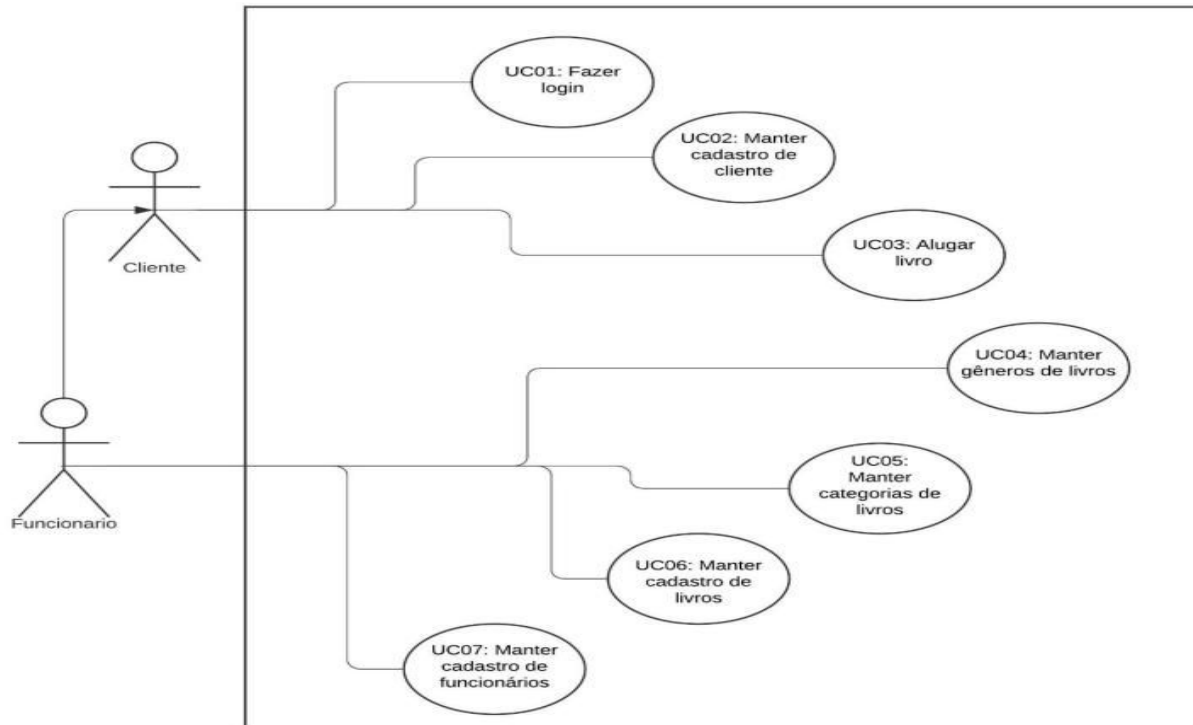 UC01: Fazer
login
UC02: Manter
cadastro de
cliente
Cliente
UC03: Alugar
livro
UC04: Manter
gêneros de livros
UC05:
Manter
categorias de
livros
Funcionario
UC06: Manter
cadastro de
livros
UC07: Manter
cadastro de
funcionários